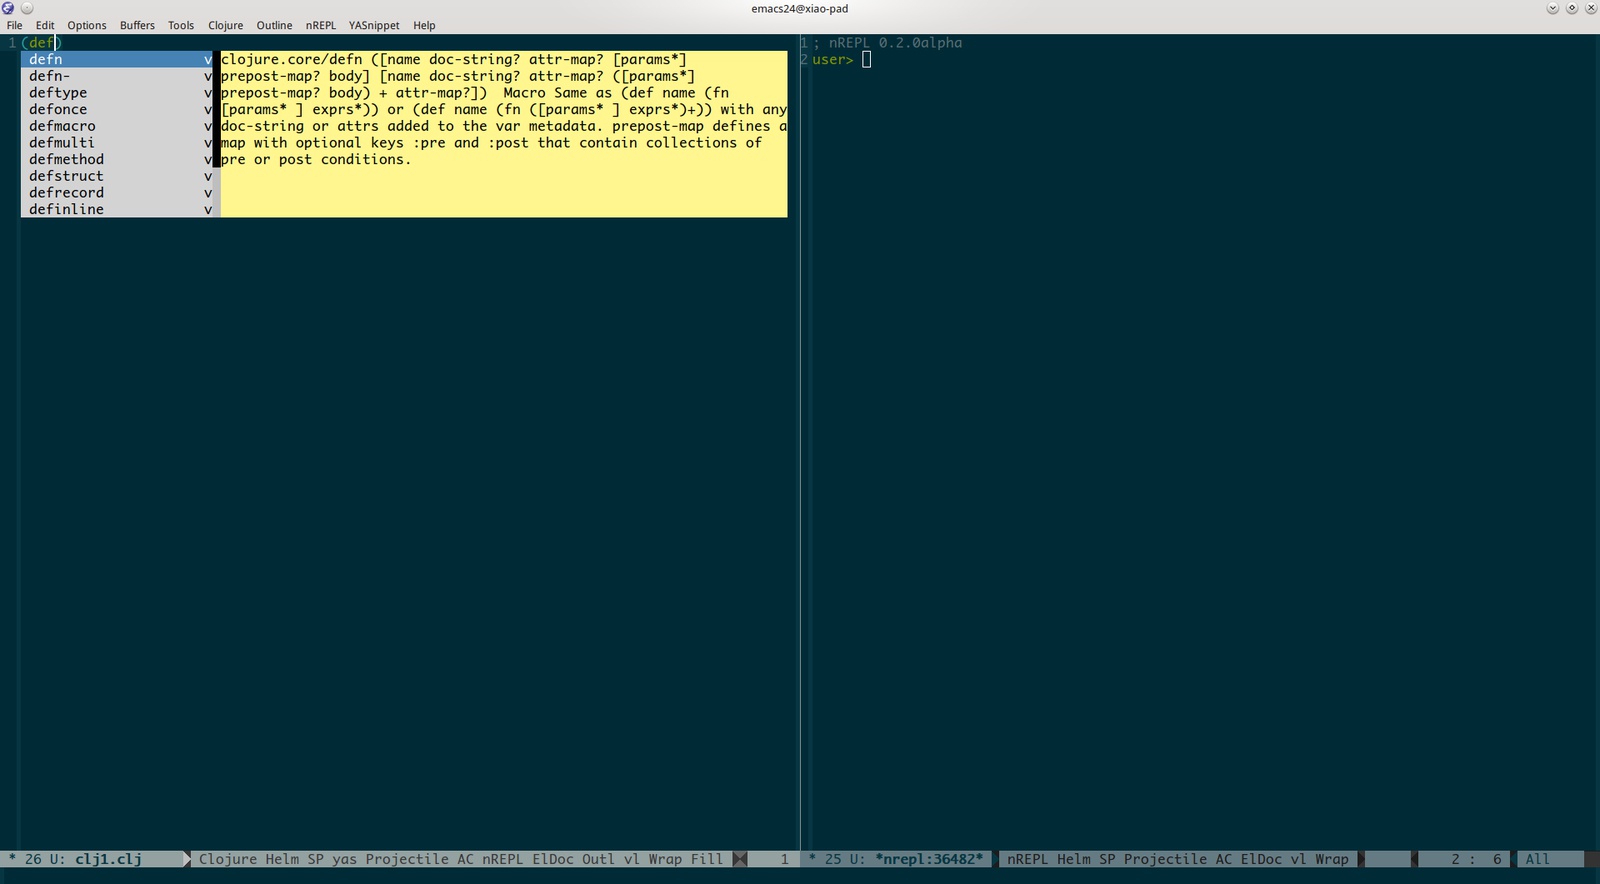 emacs24@xiao-pad
File Edit Options Buffers Tools Clojure Outline nREPL YASnippet Help
1 (def)
defn v
defn- v
deftype v
defonce v
defmacro v
defmulti v
defmethod v
defstruct v
defrecord v
definline v
clojure.core/defn ([name doc-string? attr-map? [params*]
prepost-map? body] [name doc-string? attr-map? ([params*]
prepost-map? body) + attr-map?])  Macro Same as (def name (fn
[params* ] exprs*)) or (def name (fn ([params* ] exprs*)+)) with any
doc-string or attrs added to the var metadata. prepost-map defines a
map with optional keys :pre and :post that contain collections of
pre or post conditions.
1 ; nREPL 0.2.0alpha
2 user>
* 26 U: clj1.clj Clojure Helm SP yas Projectile AC nREPL ElDoc Outl vl Wrap Fill 1
* 25 U: *nrepl:36482* nREPL Helm SP Projectile AC ElDoc vl Wrap 2 : 6 All